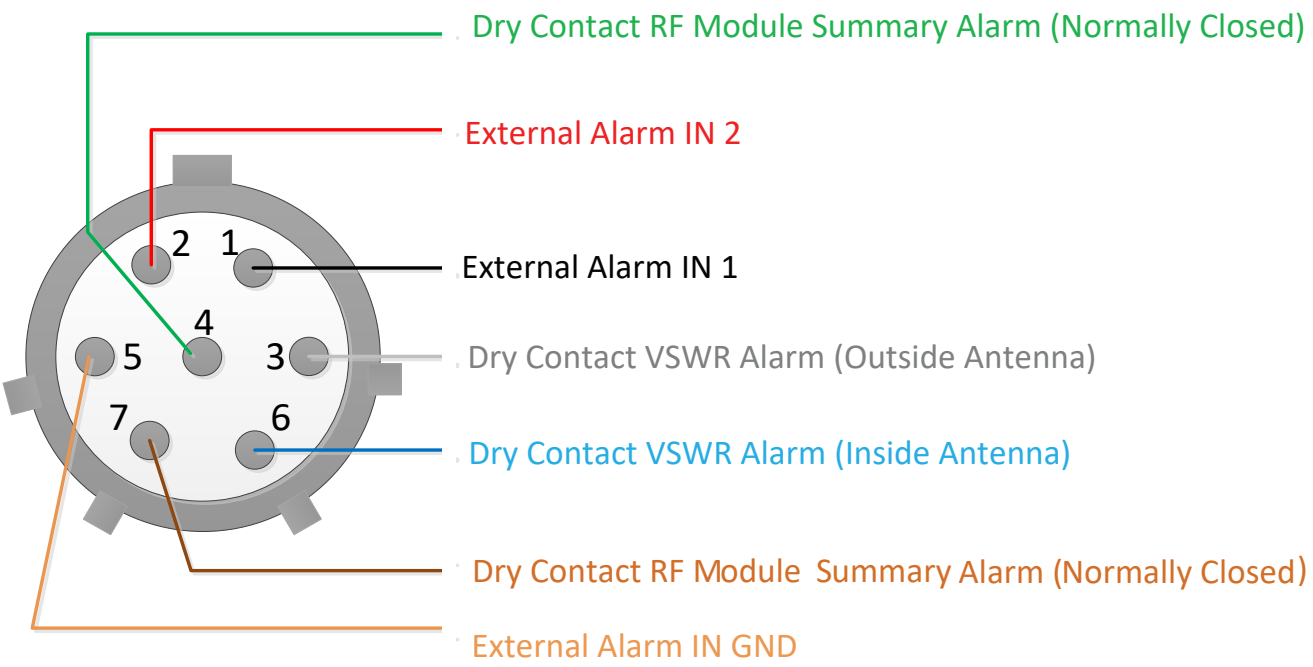 Dry Contact RF Module Summary Alarm (Normally Closed)
External Alarm IN 2
2 1
External Alarm IN 1
4
5 3
Dry Contact VSWR Alarm (Outside Antenna)
7 6
Dry Contact VSWR Alarm (Inside Antenna)
Dry Contact RF Module Summary Alarm (Normally Closed)
External Alarm IN GND